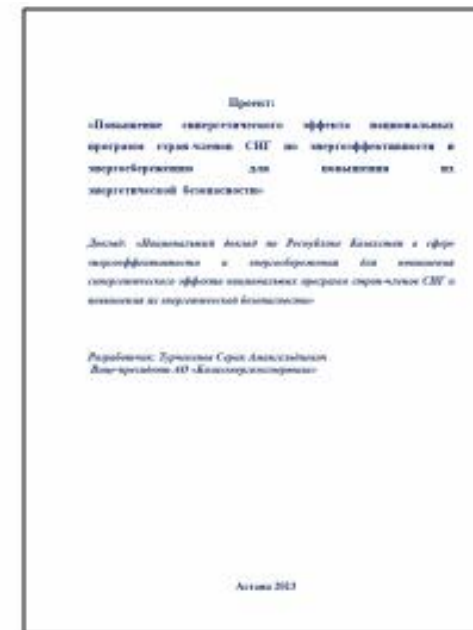 Проект:
«Повышение синергетического эффекта национальных
программ стран-членов СНГ по энергоэффективности и
энергосбережению для повышения их
энергетической безопасности»
Доклад: «Национальный доклад по Республике Казахстан в сфере
энергоэффективности и энергосбережения для повышения
синергетического эффекта национальных программ стран-членов СНГ и
повышения их энергетической безопасности»
Разработчик: Серик
Вице-президент АО «Казахэнергоэкспертиза»
Астана 2013